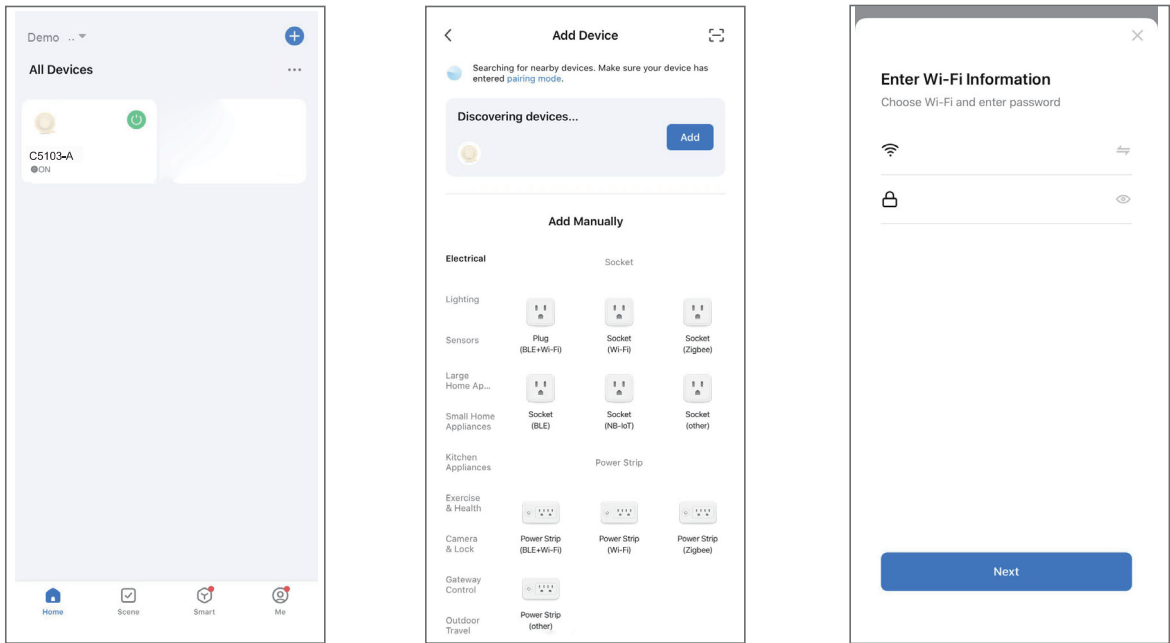 Demo ..
All Devices
C5103-A
ON
Home
Scene
Smart
Me
Add Device
Searching for nearby devices. Make sure your device has
entered pairing mode.
Discovering devices...
Add
Add Manually
Electrical
Socket
Lighting
Sensors
Plug
(BLE+Wi-Fi)
Socket
(Wi-Fi)
Socket
(Zigbee)
Large
Home Ap...
Small Home
Appliances
Socket
(BLE)
Socket
(NB-IoT)
Socket
(other)
Kitchen
Appliances
Power Strip
Exercise
& Health
Camera
& Lock
Power Strip
(BLE+Wi-Fi)
Power Strip
(Wi-Fi)
Power Strip
(Zigbee)
Gateway
Control
Outdoor
Travel
Power Strip
(other)
Enter Wi-Fi Information
Choose Wi-Fi and enter password
Next